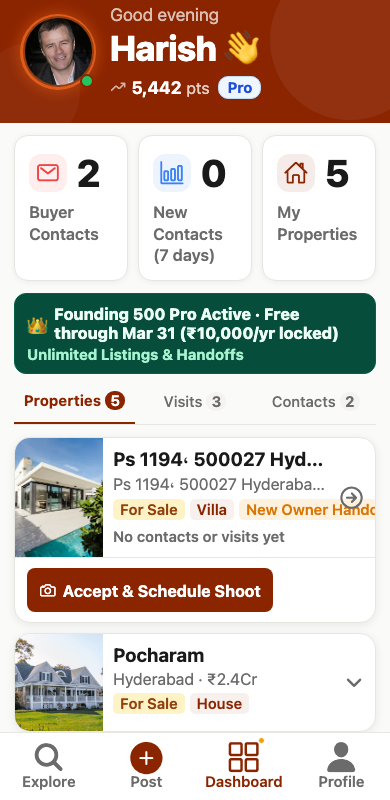 Good evening
Harish 👋
5,442 pts Pro
2
Buyer
Contacts
0
New
Contacts
(7 days)
5
My
Properties
Founding 500 Pro Active · Free
through Mar 31 (₹10,000/yr locked)
Unlimited Listings & Handoffs
Properties 5
Visits 3
Contacts 2
Ps 1194، 500027 Hyd...
Ps 1194، 500027 Hyderaba...
For Sale Villa New Owner Hando
No contacts or visits yet
Accept & Schedule Shoot
Pocharam
Hyderabad · ₹2.4Cr
For Sale House
Explore
Post
Dashboard
Profile